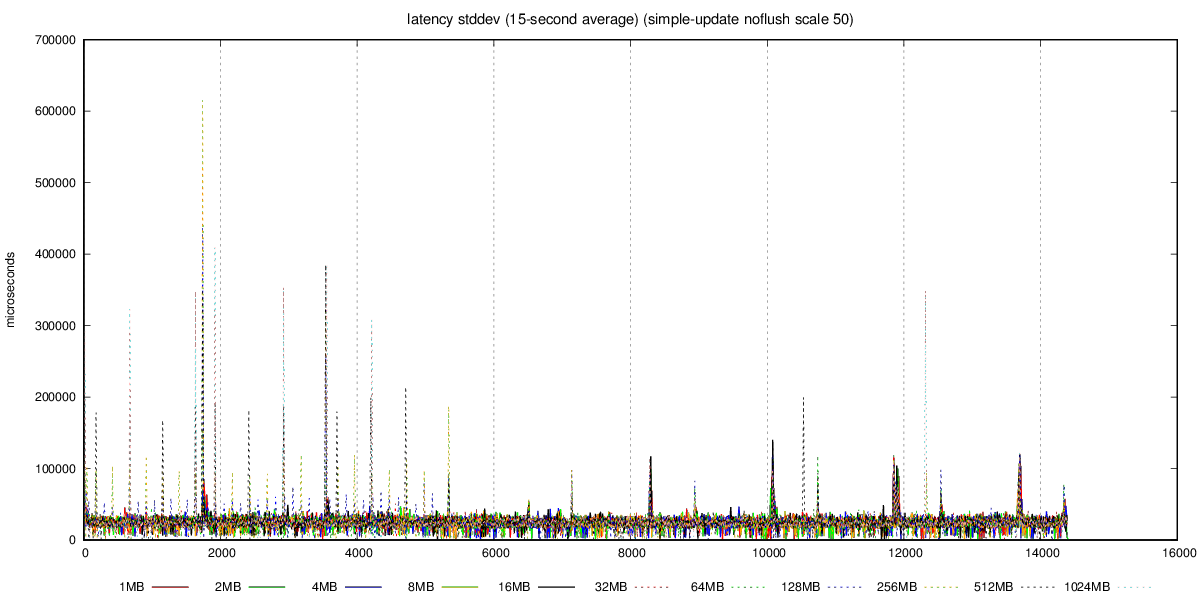 latency stddev (15-second average) (simple-update noflush scale 50)
700000
600000
500000
400000
300000
200000
100000
0
microseconds
0 2000 4000 6000 8000 10000 12000 14000 16000
1MB 2MB 4MB 8MB 16MB 32MB 64MB 128MB 256MB 512MB 1024MB